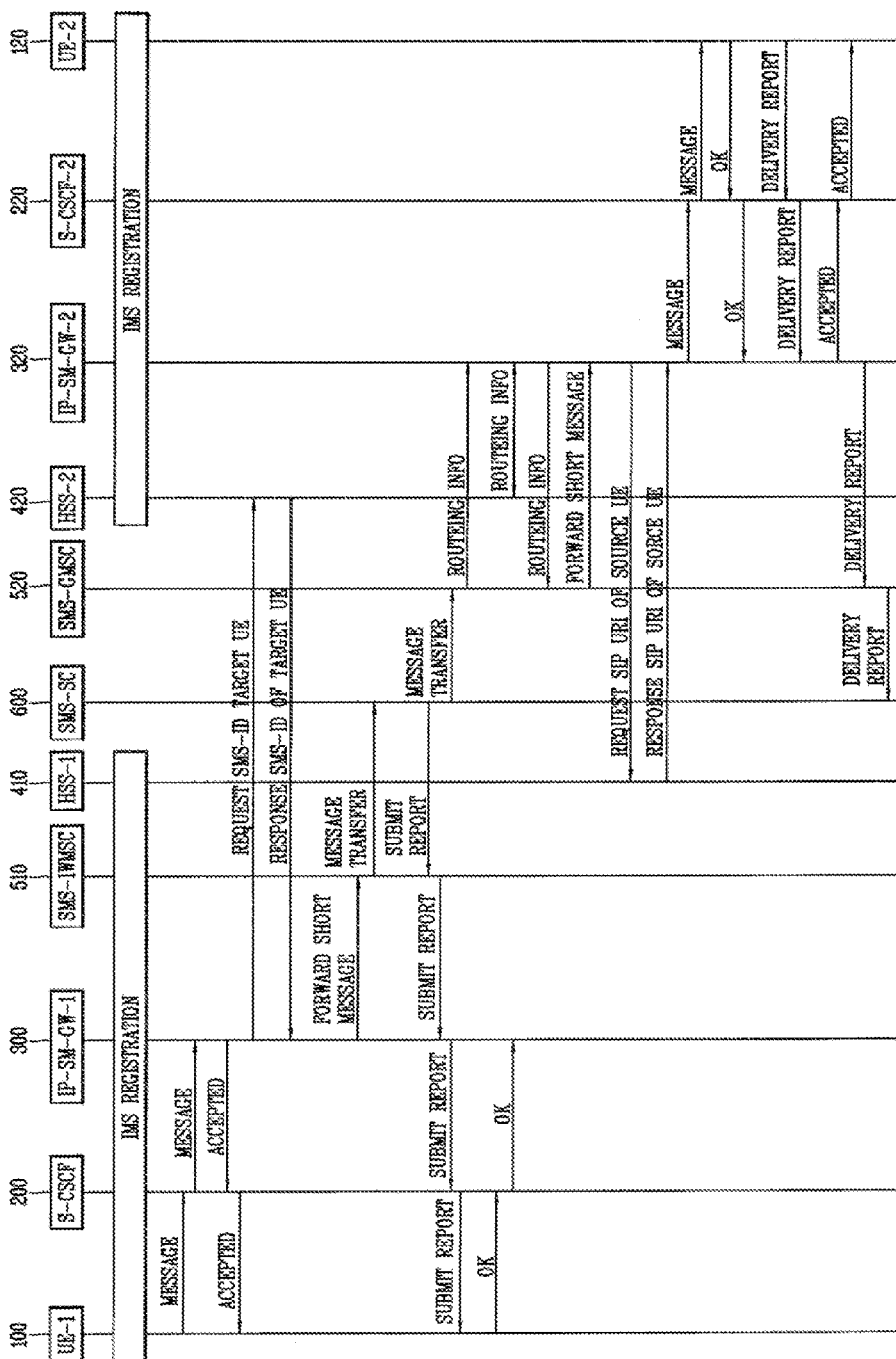 100
200
300
510
410
600
520
420
320
220
120
UE-1
S-CSCF
IP-SM-GW-1
SMS-IWMSC
HSS-1
SMS-SC
SMS-GMSC
HSS-2
IP-SM-GW-2
S-CSCF-2
UE-2
IMS REGISTRATION
IMS REGISTRATION
MESSAGE
MESSAGE
ACCEPTED
ACCEPTED
REQUEST SMS-ID TARGET UE
RESPONSE SMS-ID OF TARGET UE
FORWARD SHORT
MESSAGE
MESSAGE
TRANSFER
SUBMIT
REPORT
SUBMIT REPORT
SUBMIT REPORT
SUBMIT REPORT
OK
OK
MESSAGE
TRANSFER
ROUTEING INFO
ROUTEING INFO
ROUTEING INFO
FORWARD SHORT MESSAGE
REQUEST SIP URI OF SOURCE UE
RESPONSE SIP URI OF SORCE UE
MESSAGE
MESSAGE
OK
OK
DELIVERY REPORT
DELIVERY REPORT
ACCEPTED
ACCEPTED
DELIVERY REPORT
DELIVERY
REPORT